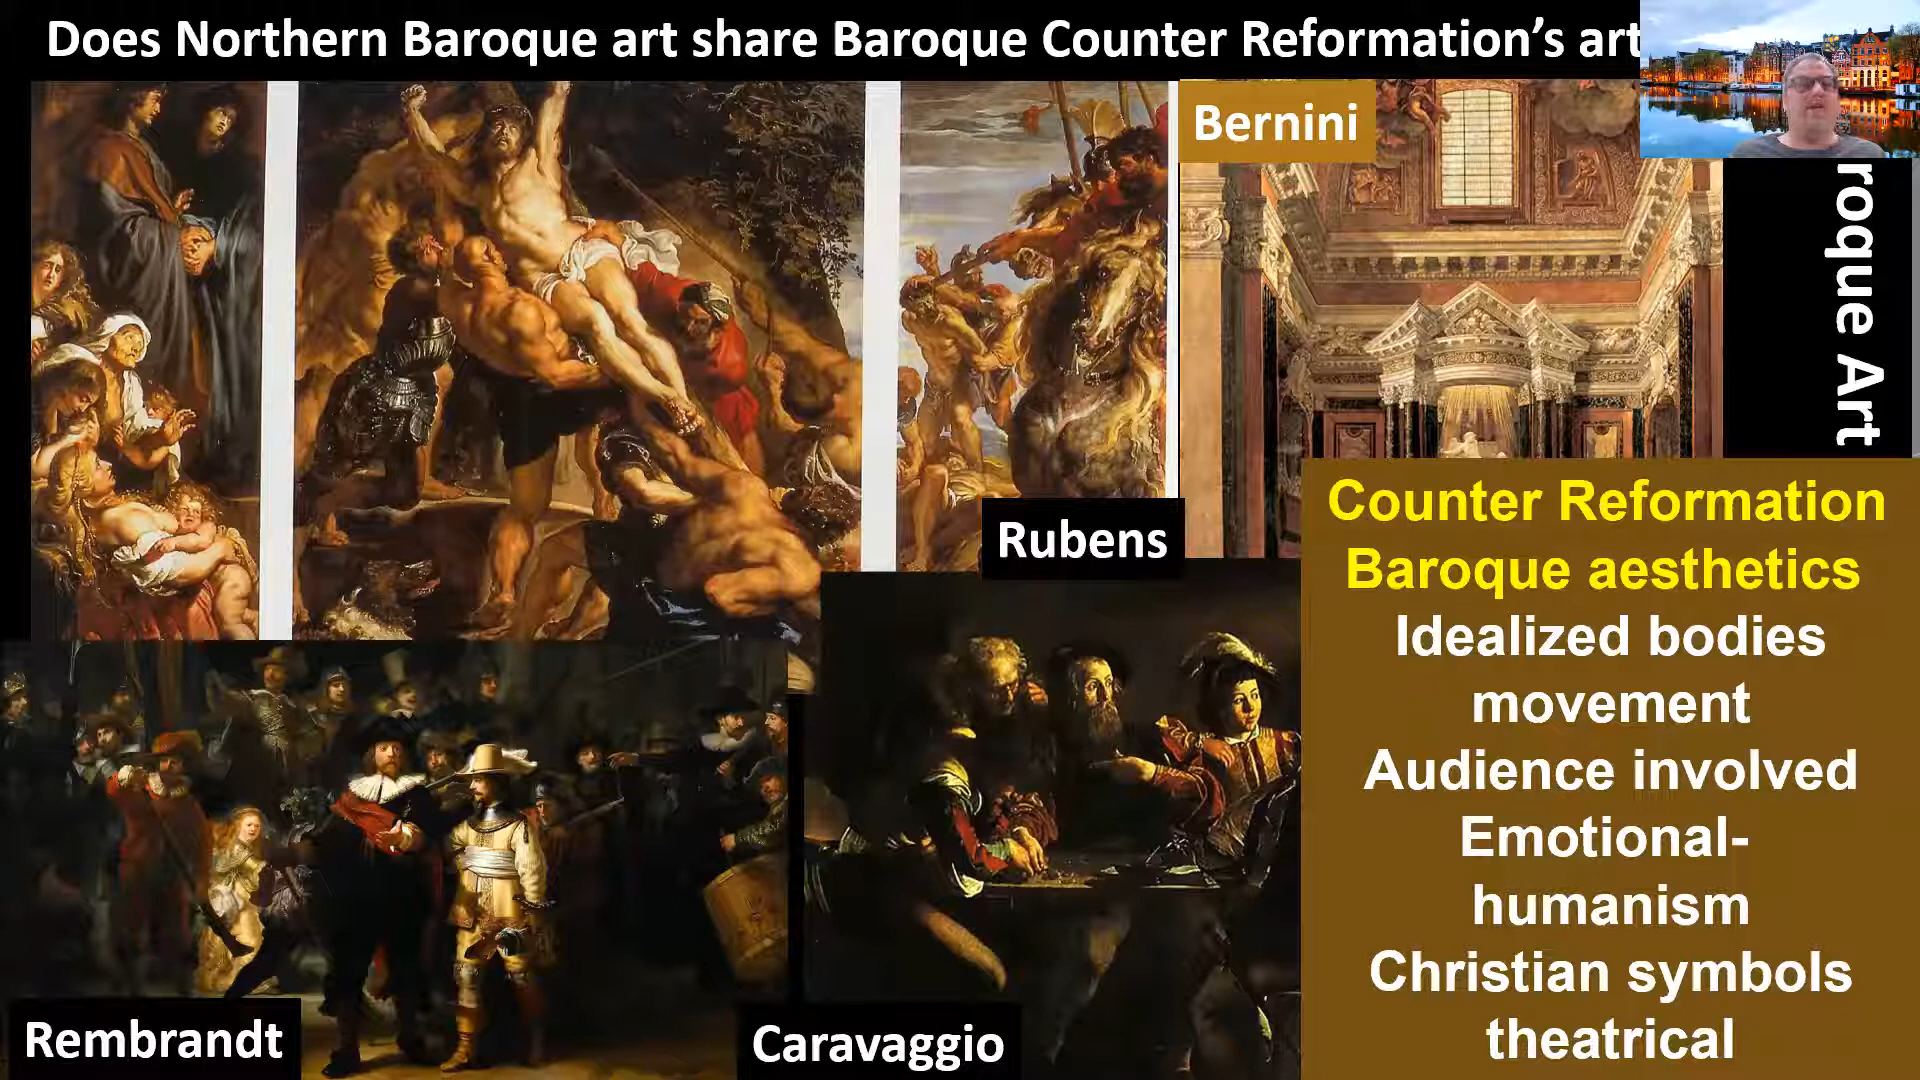 Does Northern Baroque art share Baroque Counter Reformation's art
Bernini
roque Art
Rubens
Counter Reformation
Baroque aesthetics
Idealized bodies
movement
Audience involved
Emotional-
humanism
Christian symbols
theatrical
Rembrandt
Caravaggio